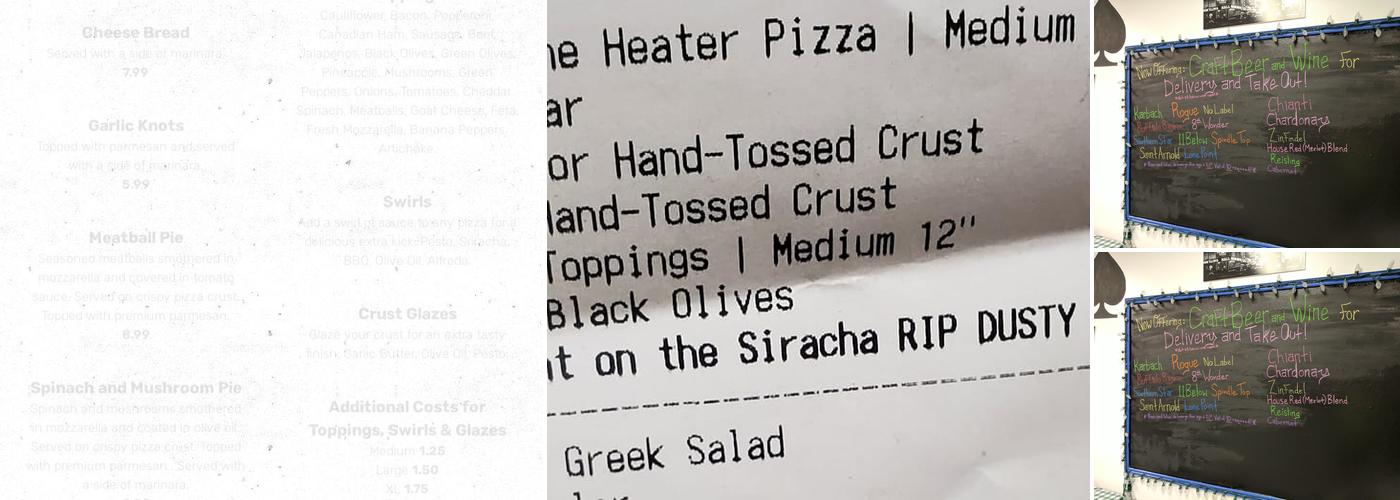 Cheese Bread
Served with a side of marinara.
7.99
Garlic Knots
Topped with parmesan and served
with a side of marinara.
5.99
Meatball Pie
Seasoned meatballs smothered in
mozzarella and covered in tomato
sauce. Served on crispy pizza crust.
Topped with premium parmesan.
8.99
Spinach and Mushroom Pie
Spinach and mushrooms smothered
in mozzarella and coated in olive oil.
Served on crispy pizza crust. Topped
with premium parmesan. Served with
a side of marinara.
Cauliflower, Bacon, Pepperoni,
Canadian Ham, Sausage, Beef,
Jalapenos, Black Olives, Green Olives,
Pineapple, Mushrooms, Green
Peppers, Onions, Tomatoes, Cheddar,
Spinach, Meatballs, Goat Cheese, Feta,
Fresh Mozzarella, Banana Peppers,
Artichoke.
Swirls
Add a swirl of sauce to any pizza for a
delicious extra kick: Pesto, Sriracha,
BBQ, Olive Oil, Alfredo.
Crust Glazes
Glaze your crust for an extra tasty
finish. Garlic Butter, Olive Oil, Pesto.
Additional Costs for
Toppings, Swirls & Glazes
Medium 1.25
Large 1.50
XL 1.75
ne Heater Pizza | Medium
ar
or Hand-Tossed Crust
Hand-Tossed Crust
Toppings | Medium 12"
Black Olives
t on the Siracha RIP DUSTY
Greek Salad
Now Offering: Craft Beer and Wine for
Delivery and Take Out!
Karbach Rogue No Label
Buffalo Bayou 8th Wonder
Southern Star 11 Below Spindle Top
Saint Arnold Lone Pint
Chianti
Chardonay
Zinfindel
House Red (Merlot) Blend
Reisling
Cabernet
Now Offering: Craft Beer and Wine for
Delivery and Take Out!
Karbach Rogue No Label
Buffalo Bayou 8th Wonder
Southern Star 11 Below Spindle Top
Saint Arnold Lone Pint
Chianti
Chardonay
Zinfindel
House Red (Merlot) Blend
Reisling
Cabernet